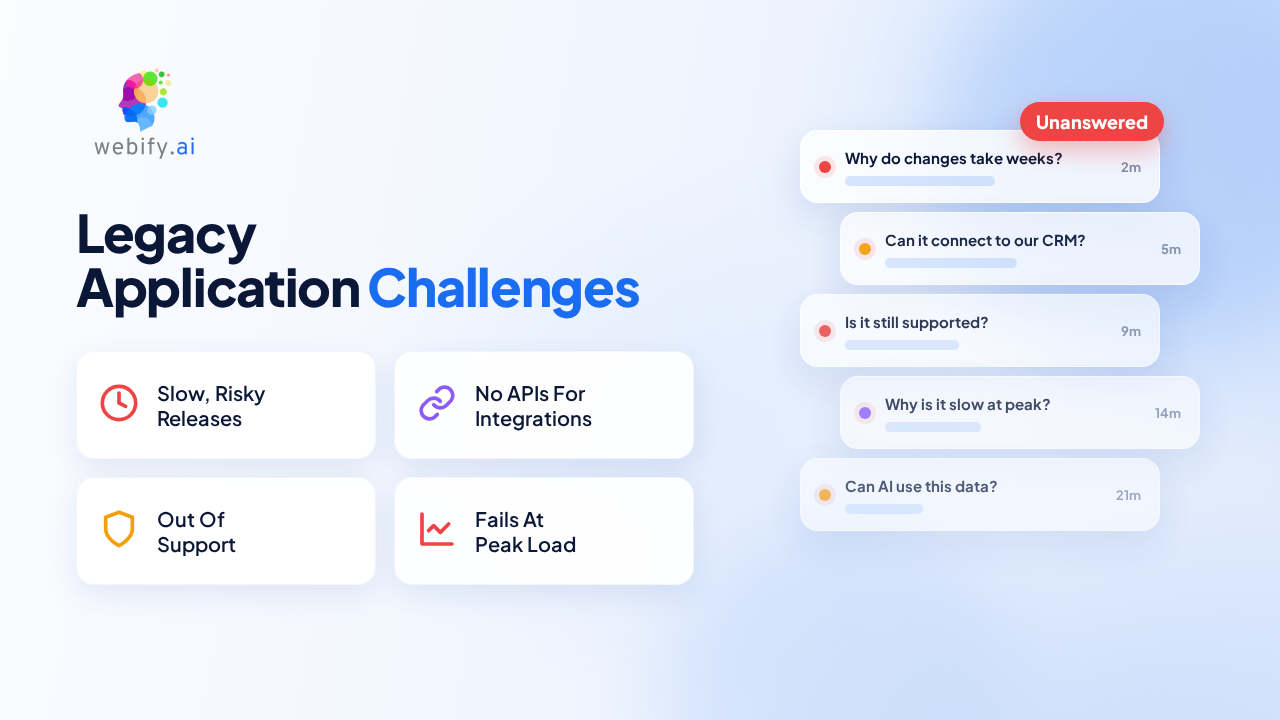 webify.ai
Legacy
Application Challenges
Slow, Risky
Releases
No APIs For
Integrations
Out Of
Support
Fails At
Peak Load
Unanswered
Why do changes take weeks?
2m
Can it connect to our CRM?
5m
Is it still supported?
9m
Why is it slow at peak?
14m
Can AI use this data?
21m